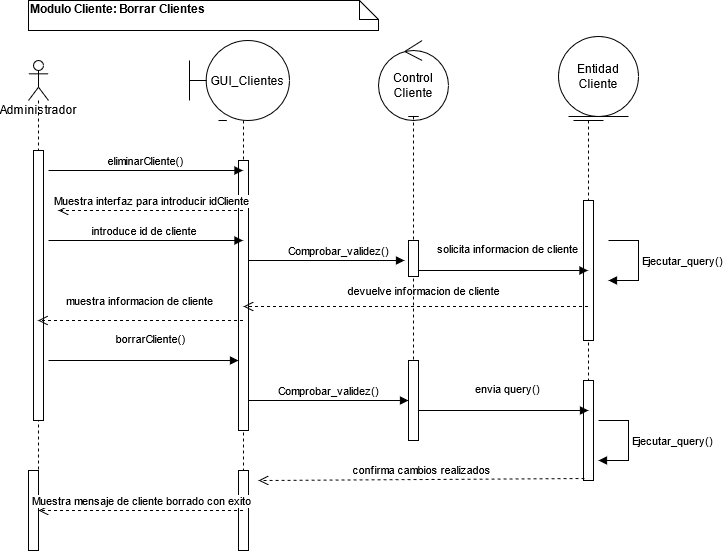 Modulo Cliente: Borrar Clientes
Administrador
GUI_Clientes
Control
Cliente
Entidad
Cliente
eliminarCliente()
Muestra interfaz para introducir idCliente
introduce id de cliente
Comprobar_validez()
solicita informacion de cliente
Ejecutar_query()
devuelve informacion de cliente
muestra informacion de cliente
borrarCliente()
Comprobar_validez()
envia query()
Ejecutar_query()
confirma cambios realizados
Muestra mensaje de cliente borrado con exito